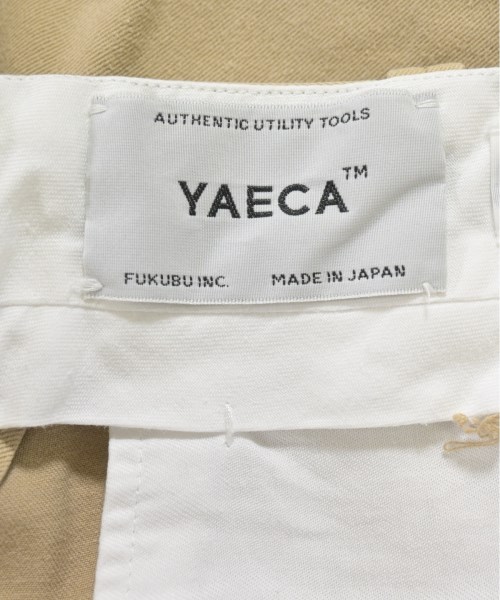 AUTHENTIC UTILITY TOOLS
YAECA™
FUKUBU INC. MADE IN JAPAN